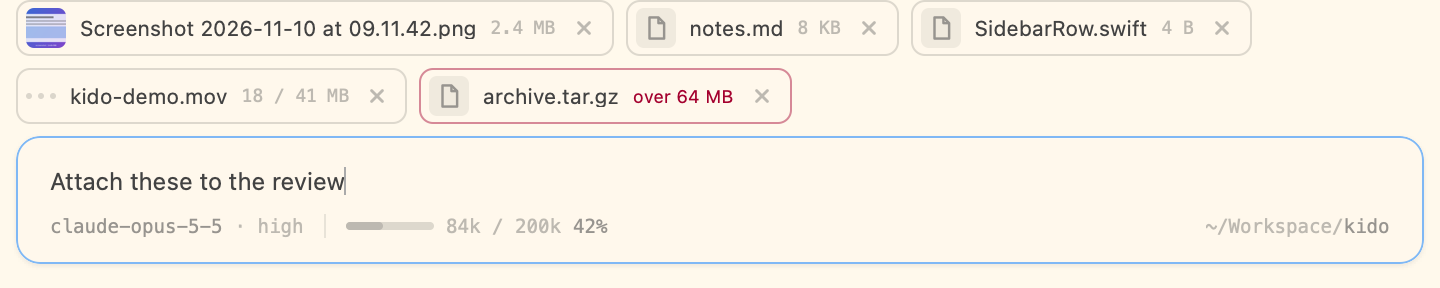 Screenshot 2026-11-10 at 09.11.42.png 2.4 MB × notes.md 8 KB × SidebarRow.swift 4 B ×
kido-demo.mov 18 / 41 MB × archive.tar.gz over 64 MB ×
Attach these to the review
claude-opus-5-5 · high 84k / 200k 42% ~/Workspace/kido